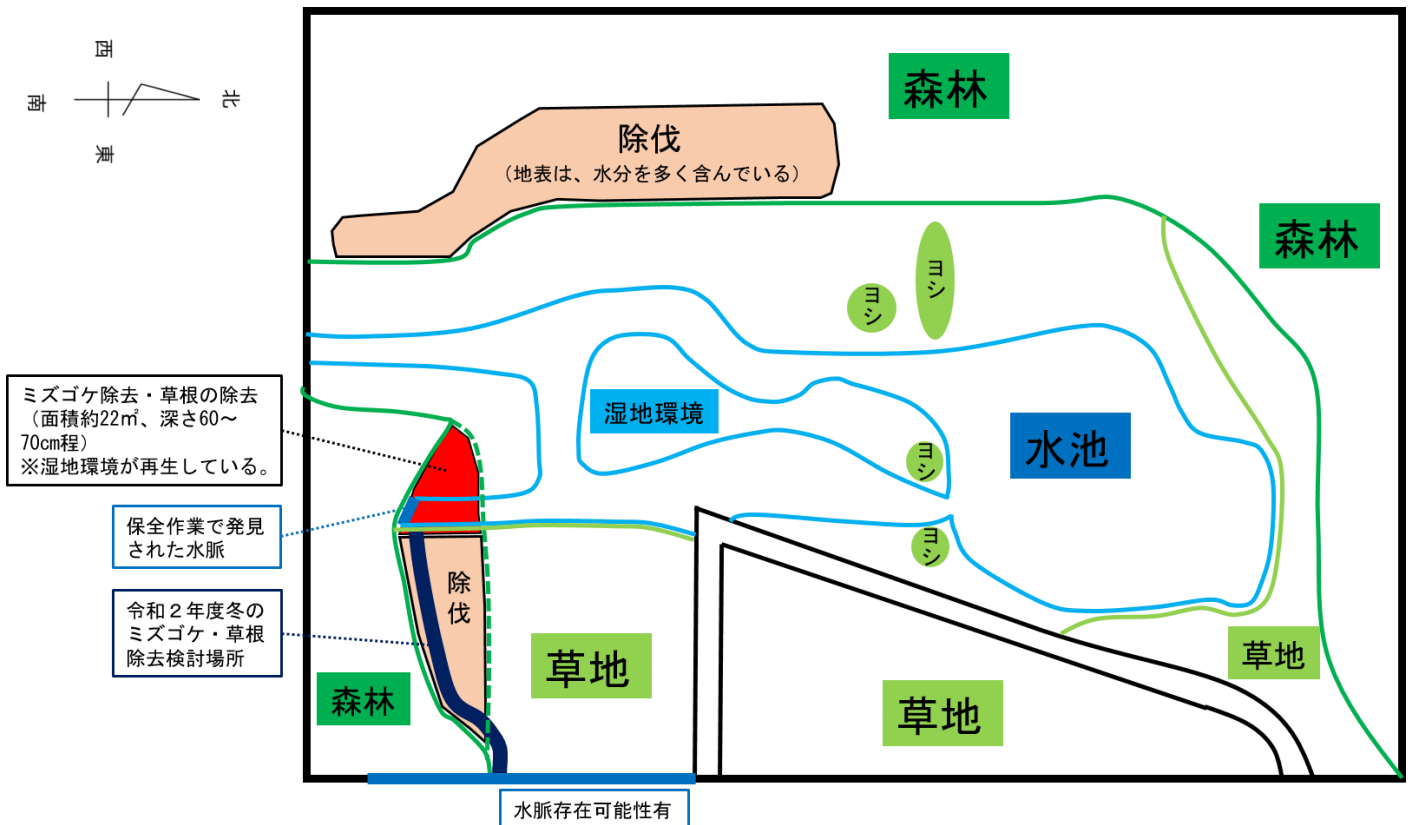 西
北
南
東
森林
除伐
（地表は、水分を多く含んでいる）
森林
ヨシ
ヨシ
ミズゴケ除去・草根の除去
（面積約22㎡、深さ60～
70cm程）
※湿地環境が再生している。
湿地環境
水池
ヨシ
保全作業で発見
された水脈
ヨシ
除伐
令和２年度冬の
ミズゴケ・草根
除去検討場所
草地
草地
森林
草地
水脈存在可能性有